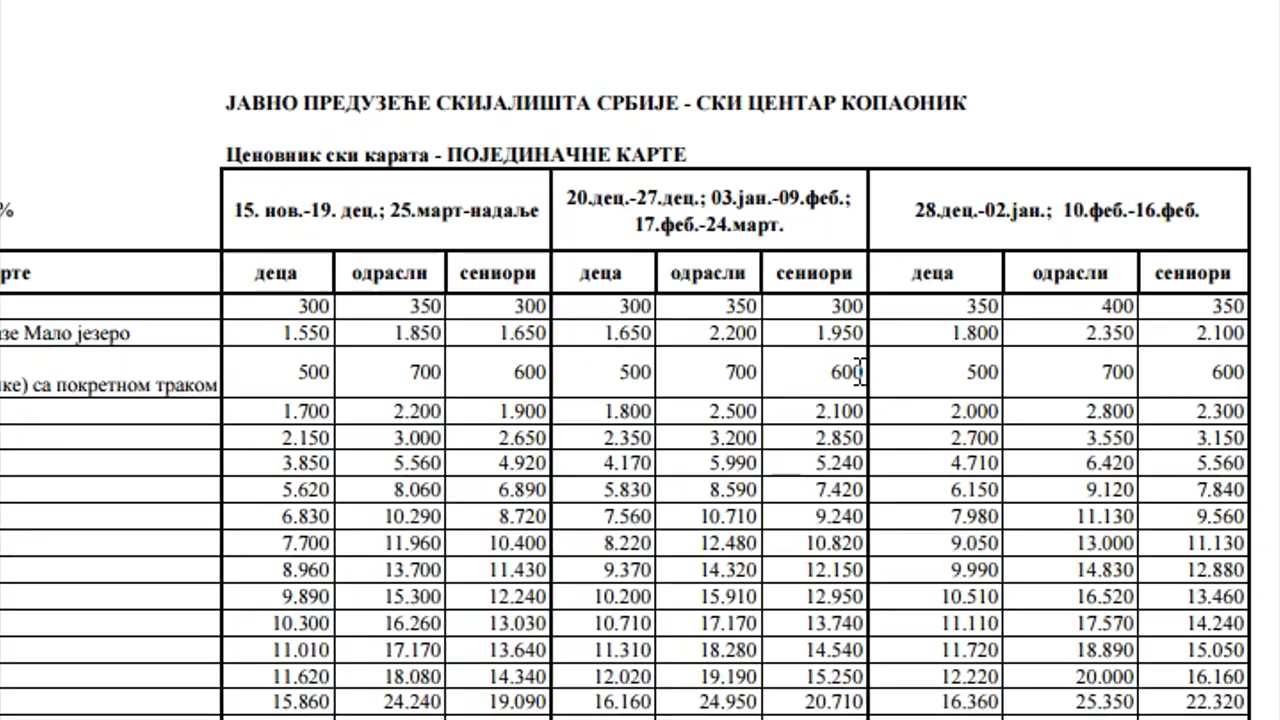 ЈАВНО ПРЕДУЗЕЋЕ СКИЈАЛИШТА СРБИЈЕ - СКИ ЦЕНТАР КОПАОНИК
Ценовник ски карата - ПОЈЕДИНАЧНЕ КАРТЕ
% 15. нов.-19. дец.; 25.март-надаље 20.дец.-27.дец.; 03.јан.-09.феб.; 28.дец.-02.јан.; 10.феб.-16.феб.
17.феб.-24.март.
рте деца одрасли сениори деца одрасли сениори деца одрасли сениори
300 350 300 300 350 300 350 400 350
зе Мало језеро 1.550 1.850 1.650 1.650 2.200 1.950 1.800 2.350 2.100
ке) са покретном траком 500 700 600 500 700 600 500 700 600
1.700 2.200 1.900 1.800 2.500 2.100 2.000 2.800 2.300
2.150 3.000 2.650 2.350 3.200 2.850 2.700 3.550 3.150
3.850 5.560 4.920 4.170 5.990 5.240 4.710 6.420 5.560
5.620 8.060 6.890 5.830 8.590 7.420 6.150 9.120 7.840
6.830 10.290 8.720 7.560 10.710 9.240 7.980 11.130 9.560
7.700 11.960 10.400 8.220 12.480 10.820 9.050 13.000 11.130
8.960 13.700 11.430 9.370 14.320 12.150 9.990 14.830 12.880
9.890 15.300 12.240 10.200 15.910 12.950 10.510 16.520 13.460
10.300 16.260 13.030 10.710 17.170 13.740 11.110 17.570 14.240
11.010 17.170 13.640 11.310 18.280 14.540 11.720 18.890 15.050
11.620 18.080 14.340 12.020 19.190 15.250 12.220 20.000 16.160
15.860 24.240 19.090 16.160 24.950 20.710 16.360 25.350 22.320